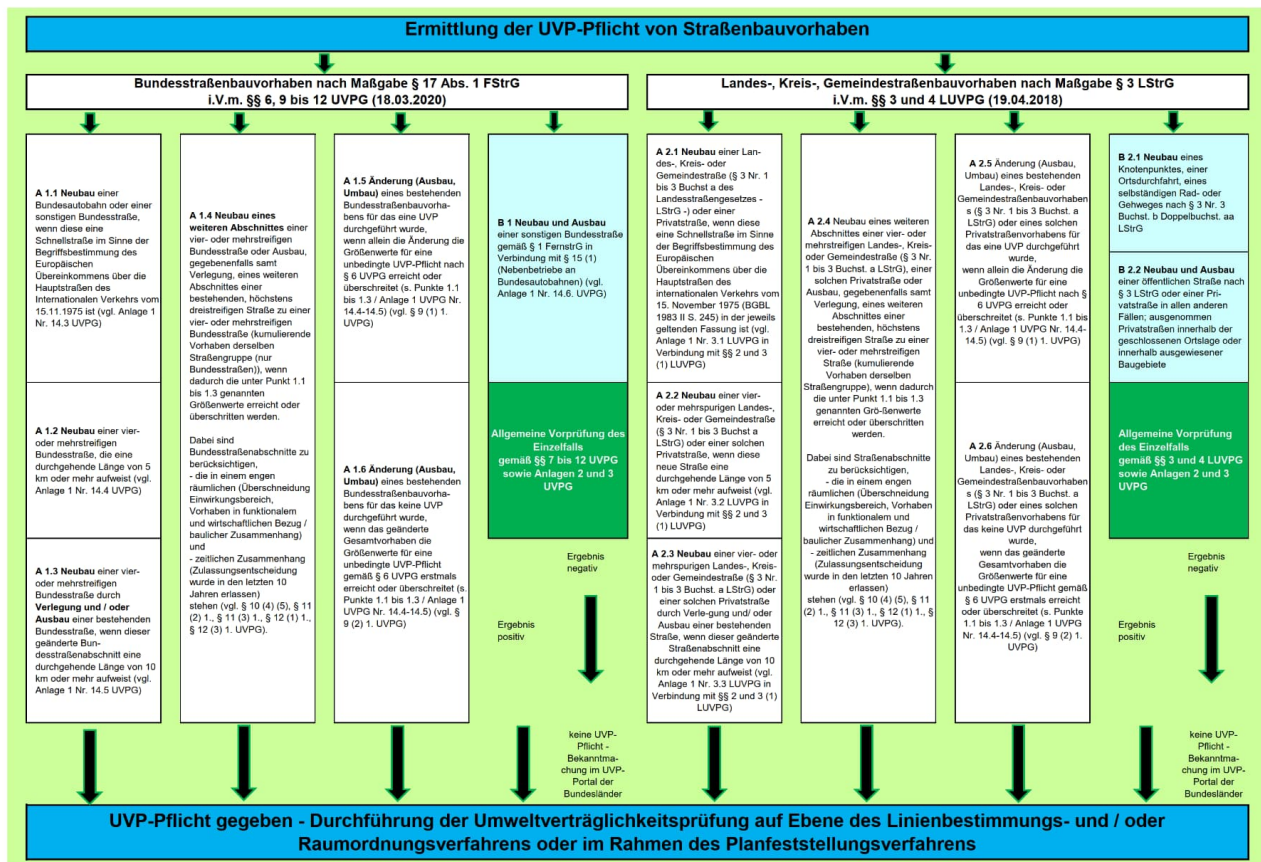 Ermittlung der UVP-Pflicht von Straßenbauvorhaben
Bundesstraßenbauvorhaben nach Maßgabe § 17 Abs. 1 FStrG
i.V.m. §§ 6, 9 bis 12 UVPG (18.03.2020)
Landes-, Kreis-, Gemeindestraßenbauvorhaben nach Maßgabe § 3 LStrG
i.V.m. §§ 3 und 4 LUVPG (19.04.2018)
A 1.1 Neubau einer
Bundesautobahn oder einer
sonstigen Bundesstraße,
wenn diese eine
Schnellstraße im Sinne der
Begriffsbestimmung des
Europäischen
Übereinkommens über die
Hauptstraßen des
Internationalen Verkehrs vom
15.11.1975 ist (vgl. Anlage 1
Nr. 14.3 UVPG)
A 1.2 Neubau einer vier-
oder mehrstreifigen
Bundesstraße, die eine
durchgehende Länge von 5
km oder mehr aufweist (vgl.
Anlage 1 Nr. 14.4 UVPG)
A 1.3 Neubau einer vier-
oder mehrstreifigen
Bundesstraße durch
Verlegung und / oder
Ausbau einer bestehenden
Bundesstraße, wenn dieser
geänderte Bun-
desstraßenabschnitt eine
durchgehende Länge von 10
km oder mehr aufweist (vgl.
Anlage 1 Nr. 14.5 UVPG)
A 1.4 Neubau eines
weiteren Abschnittes einer
vier- oder mehrstreifigen
Bundesstraße oder Ausbau,
gegebenenfalls samt
Verlegung, eines weiteren
Abschnittes einer
bestehenden, höchstens
dreistreifigen Straße zu einer
vier- oder mehrstreifigen
Bundesstraße (kumulierende
Vorhaben derselben
Straßengruppe (nur
Bundesstraßen)), wenn
dadurch die unter Punkt 1.1
bis 1.3 genannten
Größenwerte erreicht oder
überschritten werden.
Dabei sind
Bundesstraßenabschnitte zu
berücksichtigen,
- die in einem engen
räumlichen (Überschneidung
Einwirkungsbereich,
Vorhaben in funktionalem
und wirtschaftlichen Bezug /
baulicher Zusammenhang)
und
- zeitlichen Zusammenhang
(Zulassungsentscheidung
wurde in den letzten 10
Jahren erlassen)
stehen (vgl. § 10 (4) (5), § 11
(2) 1., § 11 (3) 1., § 12 (1) 1.,
§ 12 (3) 1. UVPG).
A 1.5 Änderung (Ausbau,
Umbau) eines bestehenden
Bundesstraßenbauvorha-
bens für das eine UVP
durchgeführt wurde,
wenn allein die Änderung die
Größenwerte für eine
unbedingte UVP-Pflicht nach
§ 6 UVPG erreicht oder
überschreitet (s. Punkte 1.1
bis 1.3 / Anlage 1 UVPG Nr.
14.4-14.5) (vgl. § 9 (1) 1.
UVPG)
A 1.6 Änderung (Ausbau,
Umbau) eines bestehenden
Bundesstraßenbauvorha-
bens für das keine UVP
durchgeführt wurde,
wenn das geänderte
Gesamtvorhaben die
Größenwerte für eine
unbedingte UVP-Pflicht
gemäß § 6 UVPG erstmals
erreicht oder überschreitet (s.
Punkte 1.1 bis 1.3 / Anlage 1
UVPG Nr. 14.4-14.5) (vgl. §
9 (2) 1. UVPG)
B 1 Neubau und Ausbau
einer sonstigen Bundesstraße
gemäß § 1 FernstrG in
Verbindung mit § 15 (1)
(Nebenbetriebe an
Bundesautobahnen) (vgl.
Anlage 1 Nr. 14.6. UVPG)
Allgemeine Vorprüfung des
Einzelfalls
gemäß §§ 7 bis 12 UVPG
sowie Anlagen 2 und 3
UVPG
Ergebnis
negativ
Ergebnis
positiv
keine UVP-
Pflicht -
Bekanntma-
chung im UVP-
Portal der
Bundesländer
A 2.1 Neubau einer Lan-
des-, Kreis- oder
Gemeindestraße (§ 3 Nr. 1
bis 3 Buchst a des
Landesstraßengesetzes -
LStrG -) oder einer
Privatstraße, wenn diese
eine Schnellstraße im Sinne
der Begriffsbestimmung des
Europäischen
Übereinkommens über die
Hauptstraßen des
internationalen Verkehrs vom
15. November 1975 (BGBL
1983 II S. 245) in der jeweils
geltenden Fassung ist (vgl.
Anlage 1 Nr. 3.1 LUVPG in
Verbindung mit §§ 2 und 3
(1) LUVPG)
A 2.2 Neubau einer vier-
oder mehrspurigen Landes-,
Kreis- oder Gemeindestraße
(§ 3 Nr. 1 bis 3 Buchst a
LStrG) oder einer solchen
Privatstraße, wenn diese
neue Straße eine
durchgehende Länge von 5
km oder mehr aufweist (vgl.
Anlage 1 Nr. 3.2 LUVPG in
Verbindung mit §§ 2 und 3
(1) LUVPG)
A 2.3 Neubau einer vier- oder
mehrspurigen Landes-, Kreis-
oder Gemeindestraße (§ 3 Nr.
1 bis 3 Buchst. a LStrG) oder
einer solchen Privatstraße
durch Verle-gung und/ oder
Ausbau einer bestehenden
Straße, wenn dieser geänderte
Straßenabschnitt eine
durchgehende Länge von 10
km oder mehr aufweist (vgl.
Anlage 1 Nr. 3.3 LUVPG in
Verbindung mit §§ 2 und 3 (1)
LUVPG)
A 2.4 Neubau eines weiteren
Abschnittes einer vier- oder
mehrstreifigen Landes-, Kreis-
oder Gemeindestraße (§ 3 Nr.
1 bis 3 Buchst. a LStrG), einer
solchen Privatstraße oder
Ausbau, gegebenenfalls samt
Verlegung, eines weiteren
Abschnittes einer
bestehenden, höchstens
dreistreifigen Straße zu einer
vier- oder mehrstreifigen
Straße (kumulierende
Vorhaben derselben
Straßengruppe), wenn dadurch
die unter Punkt 1.1 bis 1.3
genannten Grö-ßenwerte
erreicht oder überschritten
werden.
Dabei sind Straßenabschnitte
zu berücksichtigen,
- die in einem engen
räumlichen (Überschneidung
Einwirkungsbereich, Vorhaben
in funktionalem und
wirtschaftlichen Bezug /
baulicher Zusammenhang) und
- zeitlichen Zusammenhang
(Zulassungsentscheidung
wurde in den letzten 10 Jahren
erlassen)
stehen (vgl. § 10 (4) (5), § 11
(2) 1., § 11 (3) 1., § 12 (1) 1., §
12 (3) 1. UVPG).
A 2.5 Änderung (Ausbau,
Umbau) eines bestehenden
Landes-, Kreis- oder
Gemeindestraßenbauvorhaben
s (§ 3 Nr. 1 bis 3 Buchst. a
LStrG) oder eines solchen
Privatstraßenvorhabens für
das eine UVP durchgeführt
wurde,
wenn allein die Änderung die
Größenwerte für eine
unbedingte UVP-Pflicht nach §
6 UVPG erreicht oder
überschreitet (s. Punkte 1.1 bis
1.3 / Anlage 1 UVPG Nr. 14.4-
14.5) (vgl. § 9 (1) 1. UVPG)
A 2.6 Änderung (Ausbau,
Umbau) eines bestehenden
Landes-, Kreis- oder
Gemeindestraßenbauvorhaben
s (§ 3 Nr. 1 bis 3 Buchst. a
LStrG) oder eines solchen
Privatstraßenvorhabens für
das keine UVP durchgeführt
wurde,
wenn das geänderte
Gesamtvorhaben die
Größenwerte für eine
unbedingte UVP-Pflicht gemäß
§ 6 UVPG erstmals erreicht
oder überschreitet (s. Punkte
1.1 bis 1.3 / Anlage 1 UVPG
Nr. 14.4-14.5) (vgl. § 9 (2) 1.
UVPG)
B 2.1 Neubau eines
Knotenpunktes, einer
Ortsdurchfahrt, eines
selbständigen Rad- oder
Gehweges nach § 3 Nr. 3
Buchst. b Doppelbuchst. aa
LStrG
B 2.2 Neubau und Ausbau
einer öffentlichen Straße nach
§ 3 LStrG oder einer Pri-
vatstraße in allen anderen
Fällen; ausgenommen
Privatstraßen innerhalb der
geschlossenen Ortslage oder
innerhalb ausgewiesener
Baugebiete
Allgemeine Vorprüfung
des Einzelfalls
gemäß §§ 3 und 4 LUVPG
sowie Anlagen 2 und 3
UVPG
Ergebnis
negativ
Ergebnis
positiv
keine UVP-
Pflicht -
Bekanntma-
chung im UVP-
Portal der
Bundesländer
UVP-Pflicht gegeben - Durchführung der Umweltverträglichkeitsprüfung auf Ebene des Linienbestimmungs- und / oder
Raumordnungsverfahrens oder im Rahmen des Planfeststellungsverfahrens